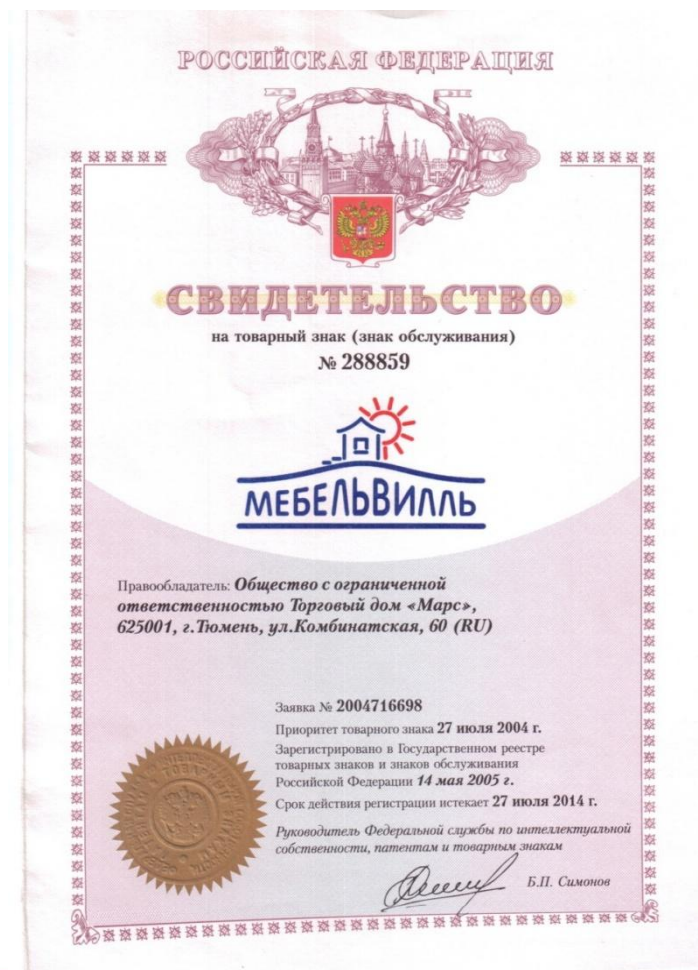 РОССИЙСКАЯ ФЕДЕРАЦИЯ
СВИДЕТЕЛЬСТВО
на товарный знак (знак обслуживания)
№ 288859
МЕБЕЛЬВИЛЛЬ
Правообладатель: Общество с ограниченной
ответственностью Торговый дом «Марс»,
625001, г.Тюмень, ул.Комбинатская, 60 (RU)
Заявка № 2004716698
Приоритет товарного знака 27 июля 2004 г.
Зарегистрировано в Государственном реестре
товарных знаков и знаков обслуживания
Российской Федерации 14 мая 2005 г.
Срок действия регистрации истекает 27 июля 2014 г.
Руководитель Федеральной службы по интеллектуальной
собственности, патентам и товарным знакам
Б.П. Симонов